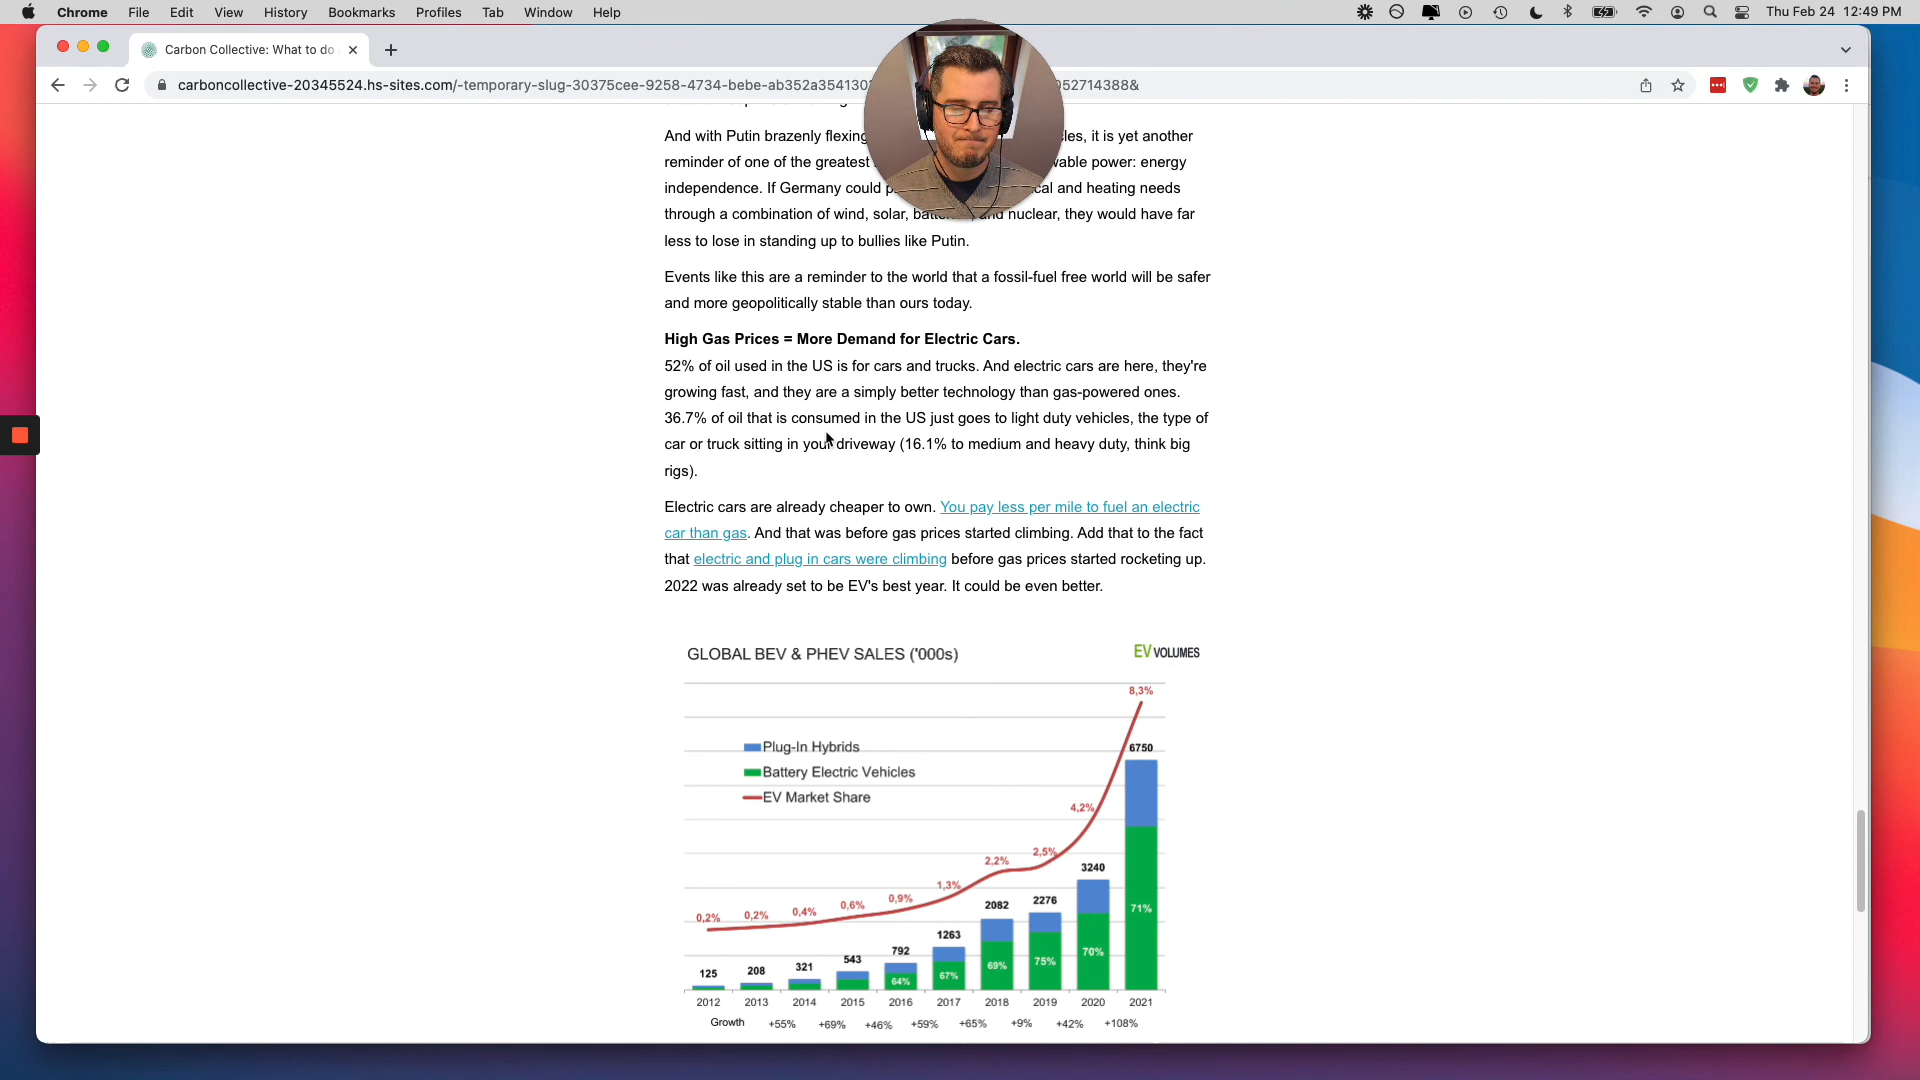 Chrome File Edit View History Bookmarks Profiles Tab Window Help Thu Feb 24 12:49 PM
Carbon Collective: What to do
carboncollective-20345524.hs-sites.com/-temporary-slug-30375cee-9258-4734-bebe-ab352a35413 52714388&
And with Putin brazenly flexing les, it is yet another
reminder of one of the greatest wable power: energy
independence. If Germany could p cal and heating needs
through a combination of wind, solar, and nuclear, they would have far
less to lose in standing up to bullies like Putin.
Events like this are a reminder to the world that a fossil-fuel free world will be safer
and more geopolitically stable than ours today.
High Gas Prices = More Demand for Electric Cars.
52% of oil used in the US is for cars and trucks. And electric cars are here, they're
growing fast, and they are a simply better technology than gas-powered ones.
36.7% of oil that is consumed in the US just goes to light duty vehicles, the type of
car or truck sitting in your driveway (16.1% to medium and heavy duty, think big
rigs).
Electric cars are already cheaper to own. You pay less per mile to fuel an electric
car than gas. And that was before gas prices started climbing. Add that to the fact
that electric and plug in cars were climbing before gas prices started rocketing up.
2022 was already set to be EV's best year. It could be even better.
GLOBAL BEV & PHEV SALES ('000s) EV VOLUMES
8,3%
Plug-In Hybrids 6750
Battery Electric Vehicles
EV Market Share
4,2%
2,5%
2,2%
3240
1,3%
0,9%
0,6%
0,4%
0,2% 0,2%
2082 2276
71%
1263
792
543
321
208
125
70%
75%
69%
67%
64%
2012 2013 2014 2015 2016 2017 2018 2019 2020 2021
Growth +55% +69% +46% +59% +65% +9% +42% +108%